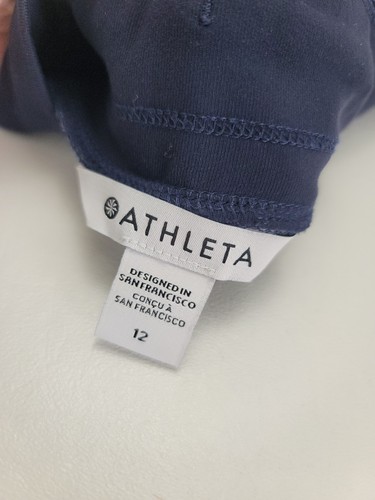 ATHLETA
DESIGNED IN
SAN FRANCISCO
CONÇU À
SAN FRANCISCO
12